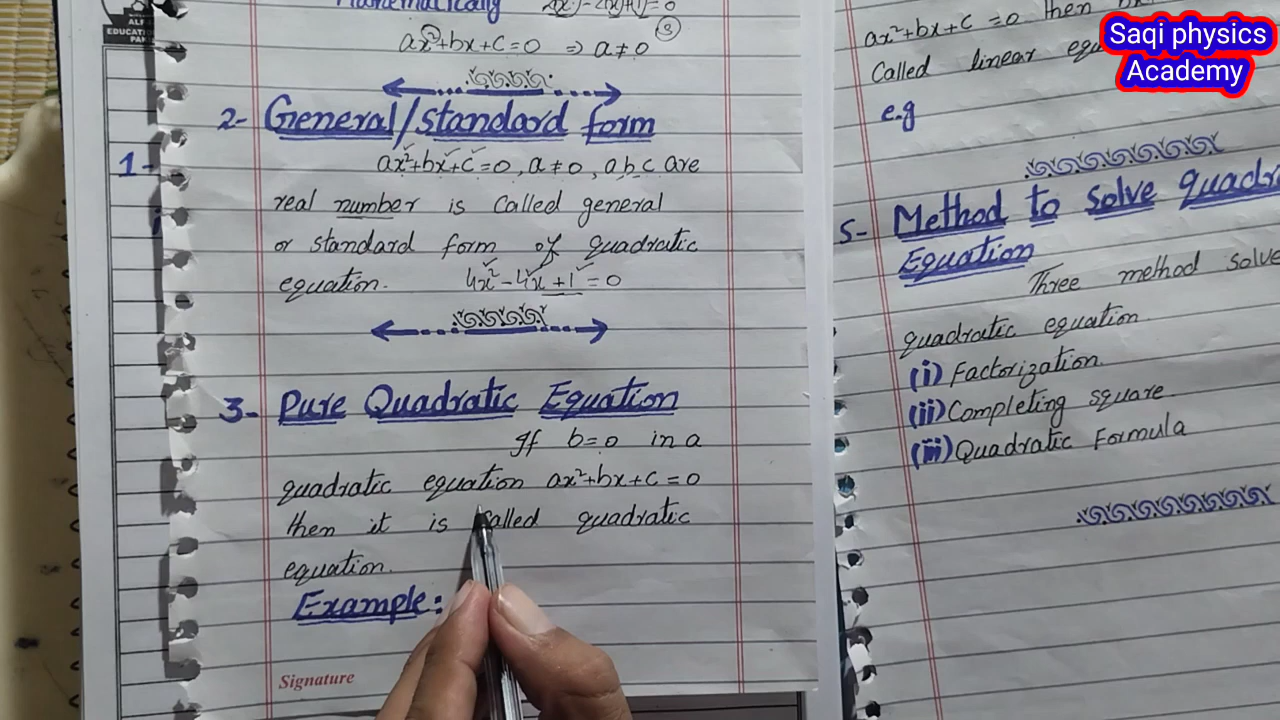 Mathematically
ax²+bx+c=0 ⇒ a≠0
2- General/standard form
1-
ax²+bx+c=0, a≠0, a b c are
real number is called general
or standard form of quadratic
equation. 4x²-4x+1=0
3- Pure Quadratic Equation
If b=0 in a
quadratic equation ax²+bx+c=0
then it is called quadratic
equation.
Example:
Signature
ax²+bx+c=0 then
Called linear
e.g
5- Method to solve
Equation
Three method solve
quadratic equation.
(i) Factorization.
(ii) Completing square.
(iii) Quadratic Formula
Saqi physics
Academy